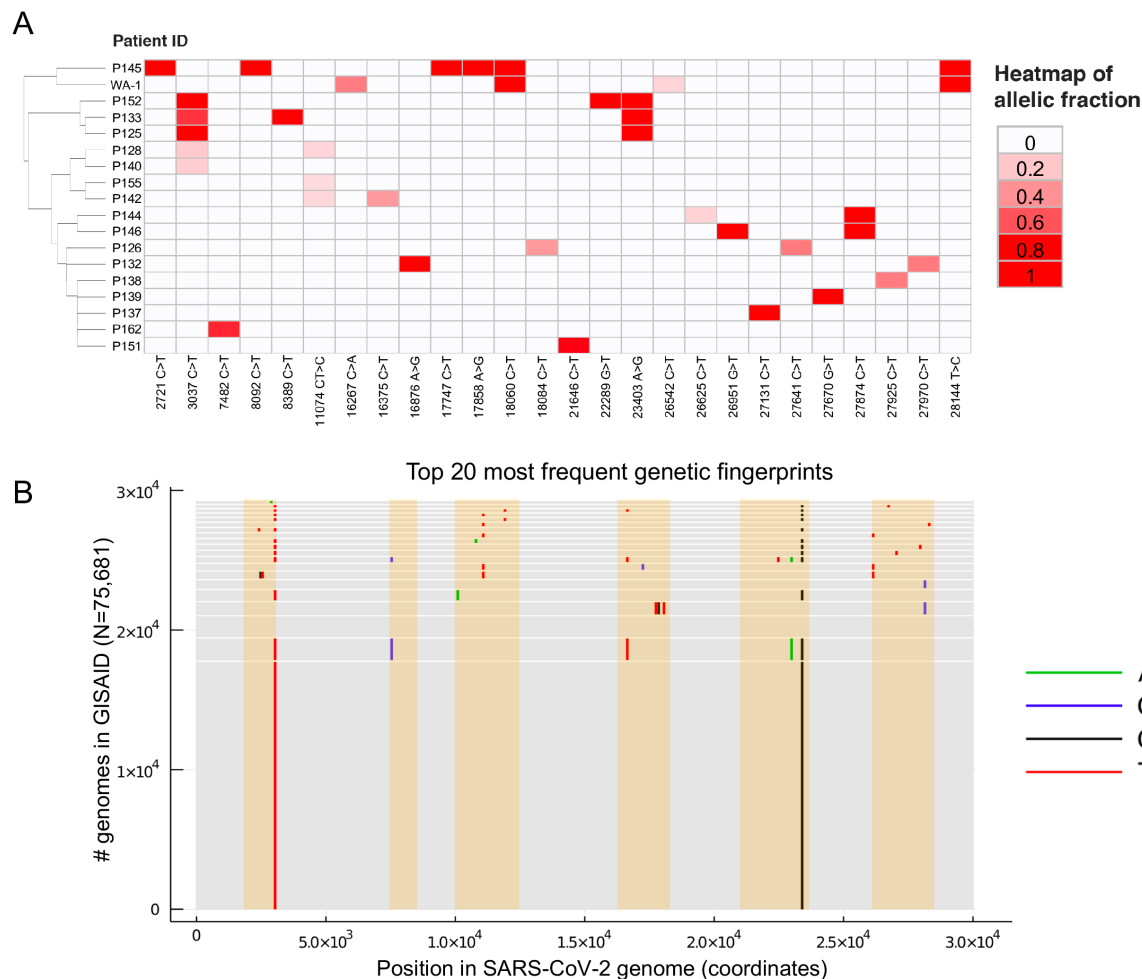 A
Patient ID
P145
WA-1
P152
P133
P125
P128
P140
P155
P142
P144
P146
P126
P132
P138
P139
P137
P162
P151
2721 C>T
3037 C>T
7482 C>T
8092 C>T
8389 C>T
11074 CT>C
16267 C>A
16375 C>T
16876 A>G
17747 C>T
17858 A>G
18060 C>T
18084 C>T
21646 C>T
22289 G>T
23403 A>G
26542 C>T
26625 C>T
26951 G>T
27131 C>T
27641 C>T
27670 G>T
27874 C>T
27925 C>T
27970 C>T
28144 T>C
Heatmap of
allelic fraction
0
0.2
0.4
0.6
0.8
1
B
Top 20 most frequent genetic fingerprints
# genomes in GISAID (N=75,681)
3×10⁴
2×10⁴
1×10⁴
0
0
5.0×10³
1.0×10⁴
1.5×10⁴
2.0×10⁴
2.5×10⁴
3.0×10⁴
Position in SARS-CoV-2 genome (coordinates)